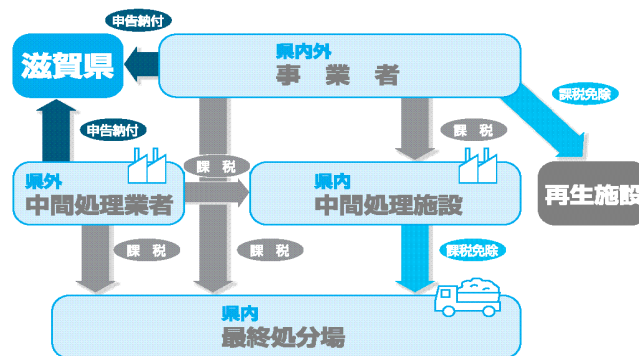 申告納付
滋賀県
県内外
事 業 者
課税免除
申告納付
課 税
課 税
県外
中間処理業者
県内
中間処理施設
再生施設
課 税
課 税
課税免除
県内
最終処分場